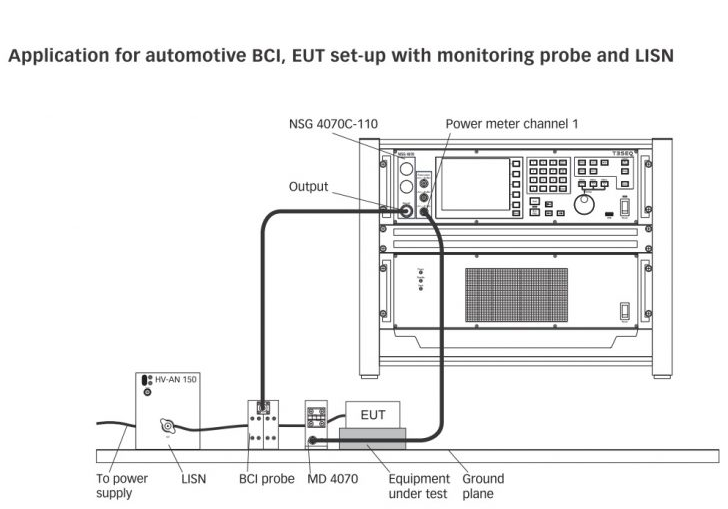 Application for automotive BCI, EUT set-up with monitoring probe and LISN
NSG 4070C-110
Power meter channel 1
Output
TESEQ
HV-AN 150
EUT
To power
supply
LISN
BCI probe
MD 4070
Equipment
under test
Ground
plane